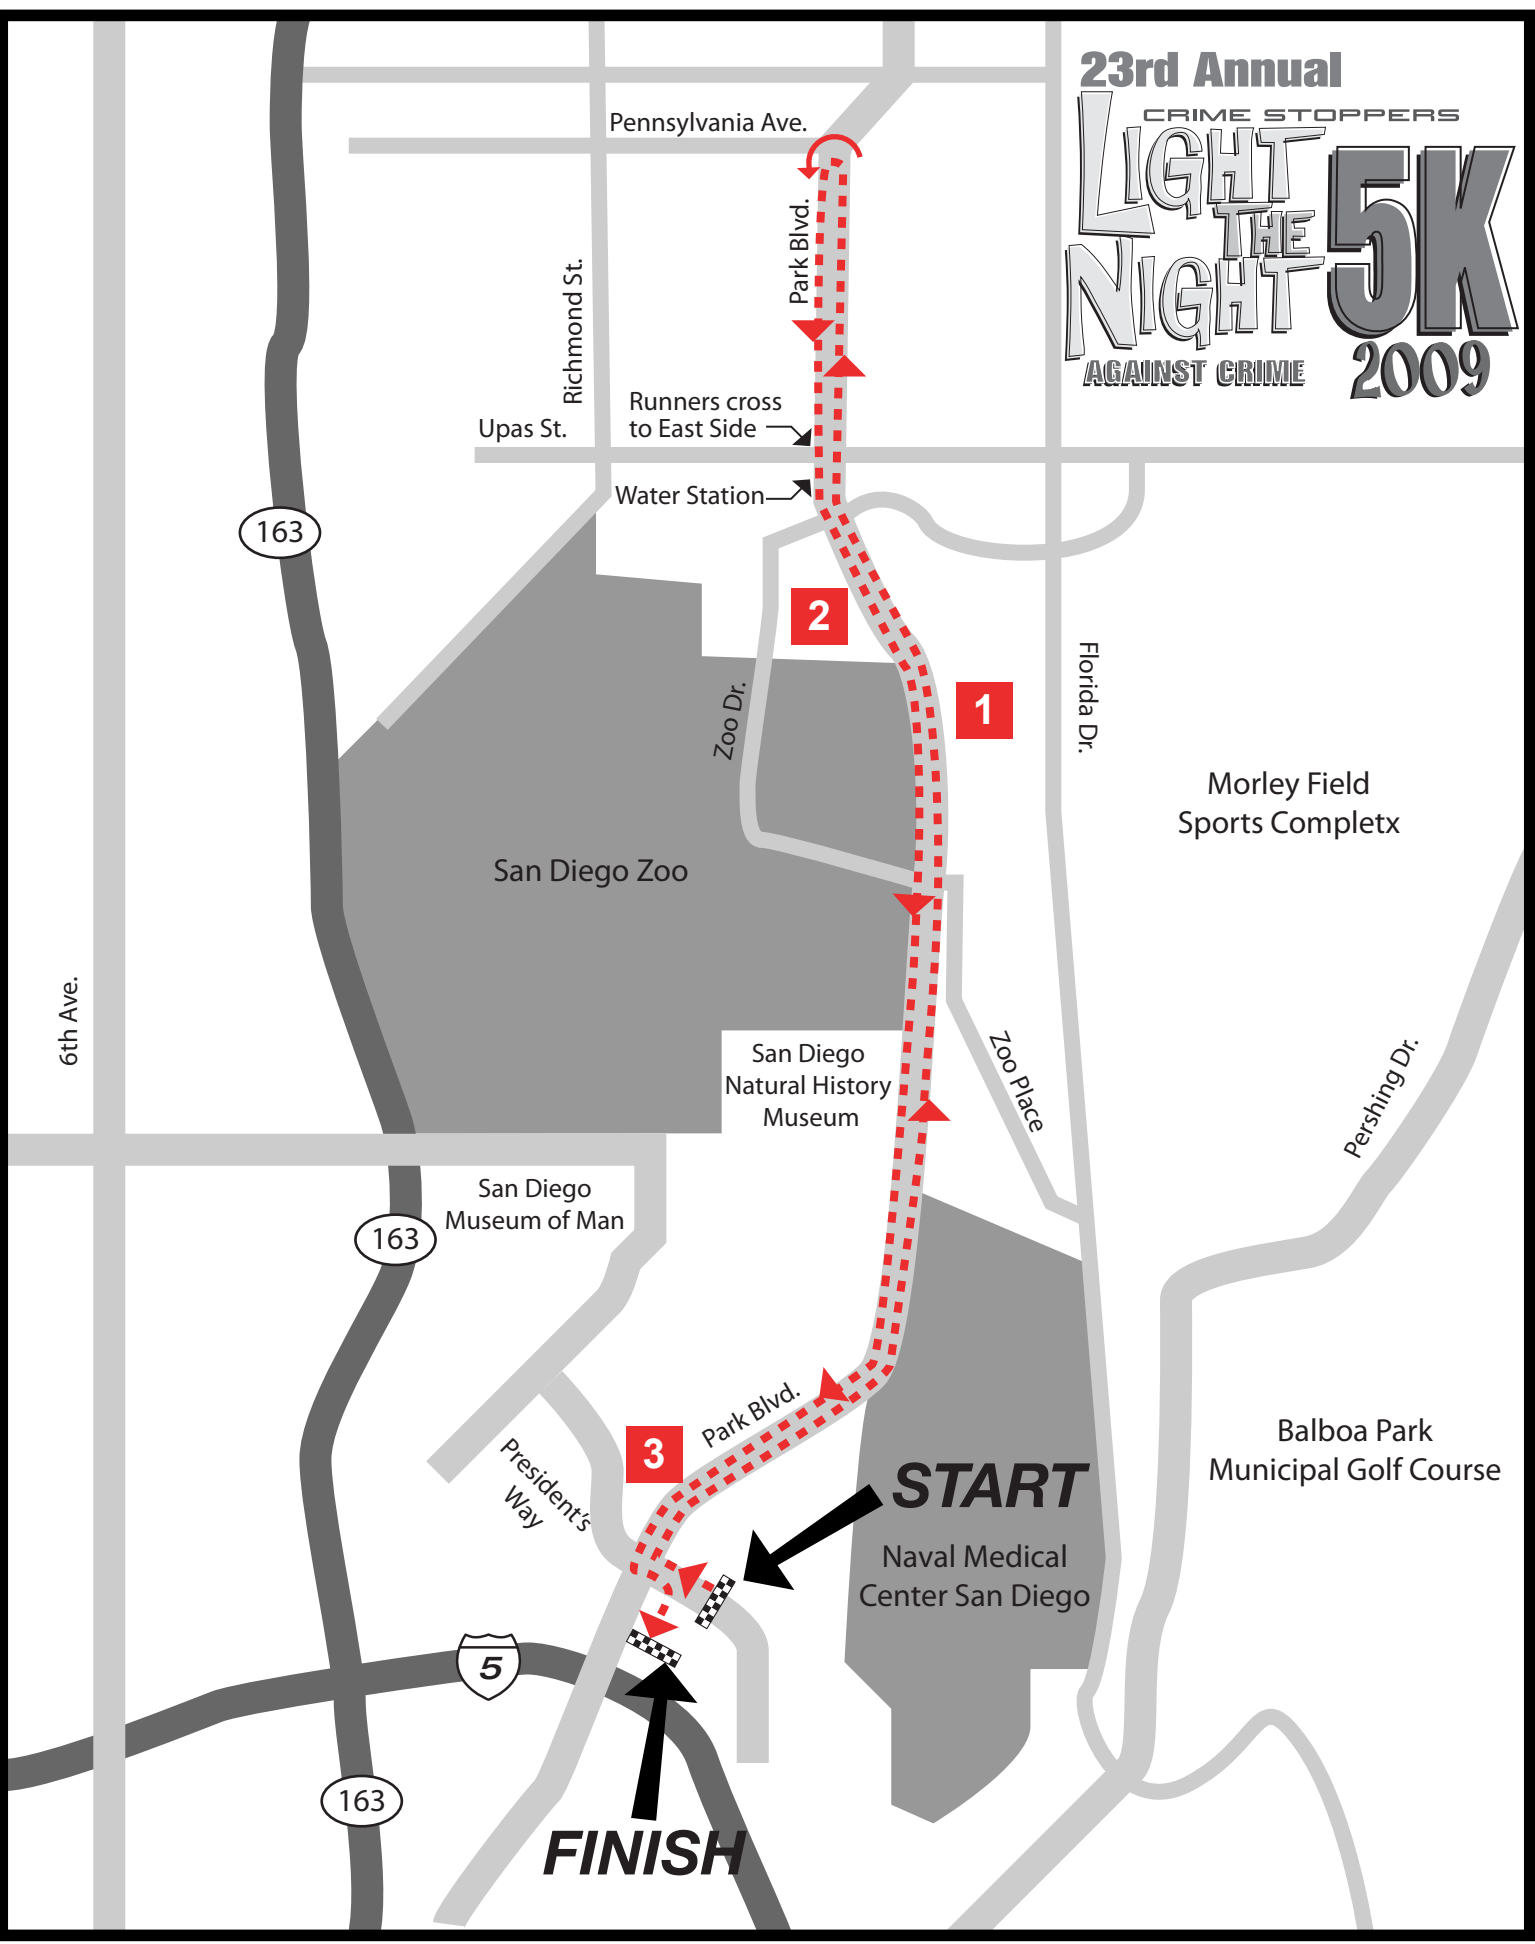 23rd Annual
CRIME STOPPERS
LIGHT
THE
NIGHT
5K
AGAINST CRIME
2009
Pennsylvania Ave.
Park Blvd.
Richmond St.
Runners cross
to East Side
Upas St.
Water Station
163
2
1
Florida Dr.
Zoo Dr.
Morley Field
Sports Completx
San Diego Zoo
6th Ave.
San Diego
Natural History
Museum
Zoo Place
Pershing Dr.
San Diego
Museum of Man
163
Park Blvd.
3
President's
Way
START
Balboa Park
Municipal Golf Course
Naval Medical
Center San Diego
5
163
FINISH